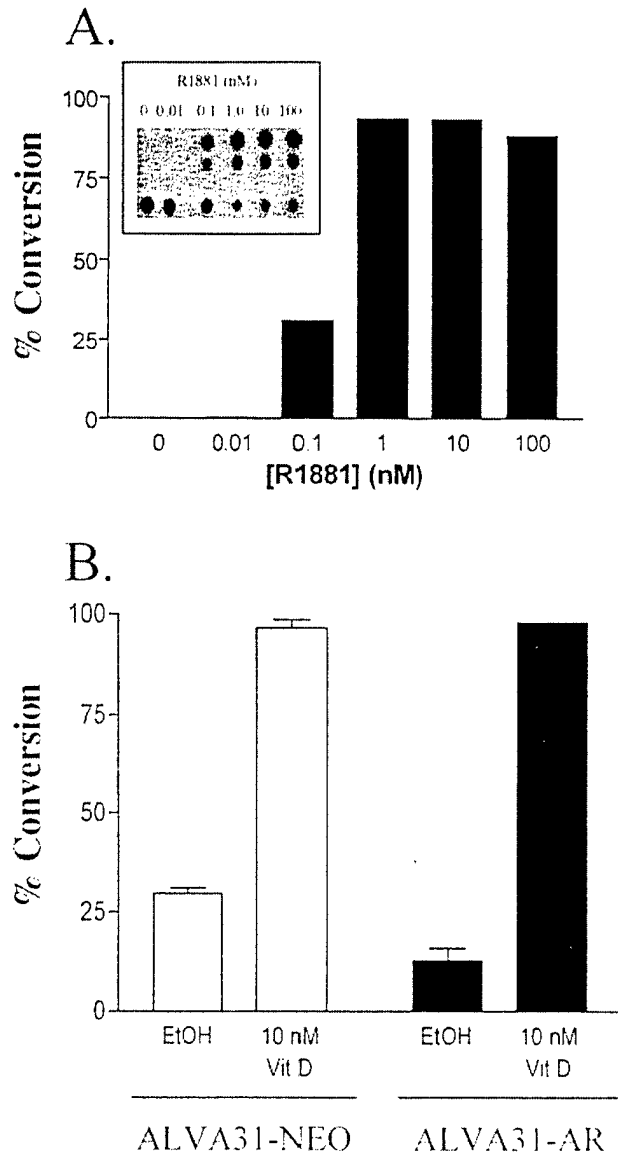 A.
R1881 (nM)
0 0.01 0.1 1.0 10 100
100
75
50
25
0
% Conversion
0 0.01 0.1 1 10 100
[R1881] (nM)
B.
100
75
50
25
0
% Conversion
EtOH 10 nM Vit D EtOH 10 nM Vit D
ALVA31-NEO ALVA31-AR